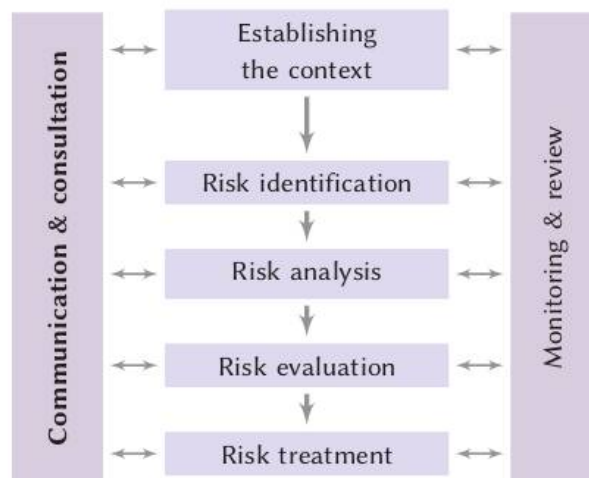 Communication & consultation
Establishing
the context
Risk identification
Risk analysis
Risk evaluation
Risk treatment
Monitoring & review